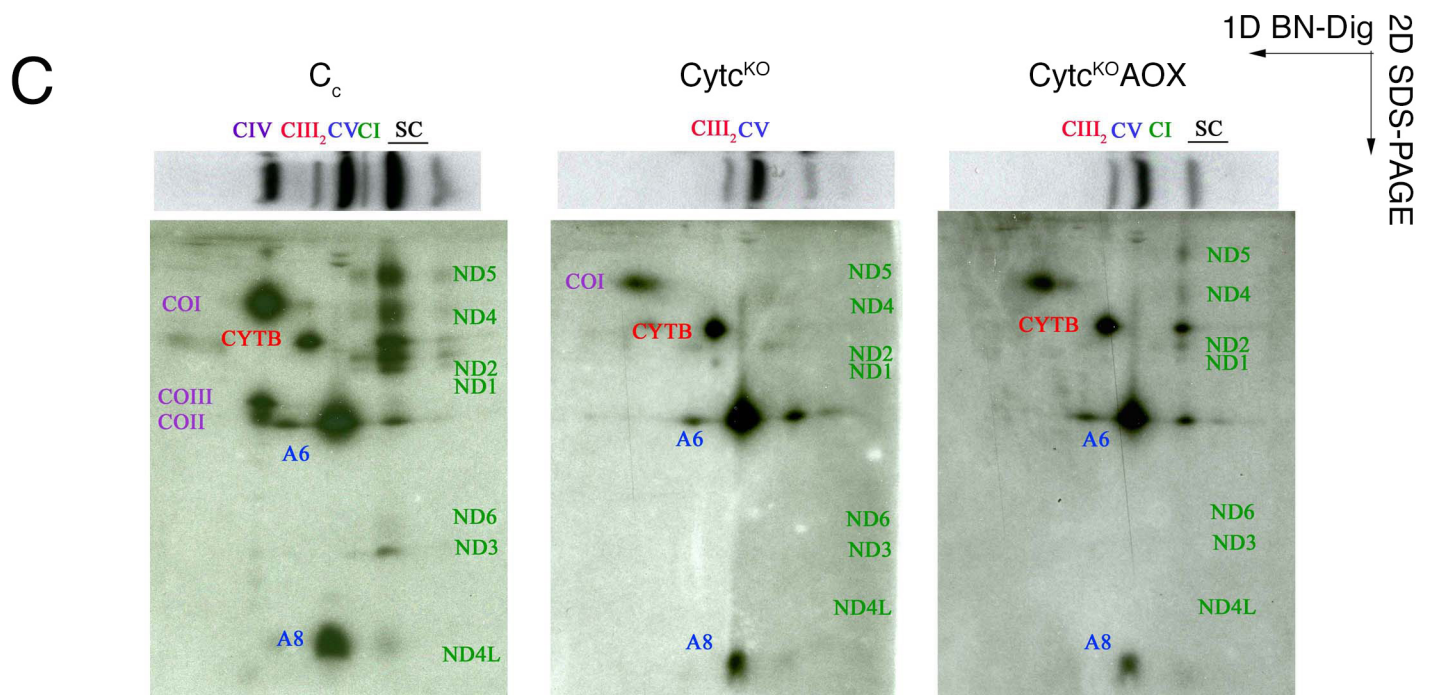 C
1D BN-Dig
2D SDS-PAGE
Cc
CIV CIII2 CV CI SC
COI
CYTB
COIII
COII
A6
A8
ND5
ND4
ND2
ND1
ND6
ND3
ND4L
CytcKO
CIII2 CV
COI
CYTB
A6
A8
ND5
ND4
ND2
ND1
ND6
ND3
ND4L
CytcKOAOX
CIII2 CV CI SC
CYTB
A6
A8
ND5
ND4
ND2
ND1
ND6
ND3
ND4L